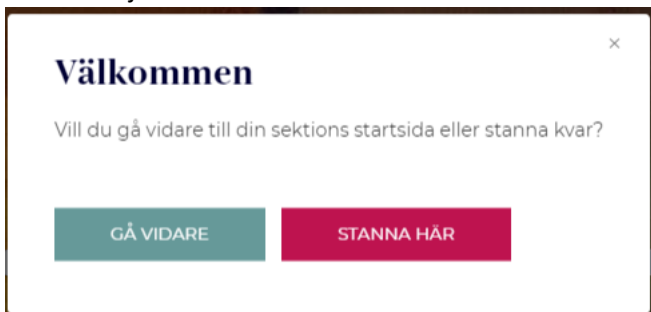 ×
Välkommen
Vill du gå vidare till din sektions startsida eller stanna kvar?
GÅ VIDARE
STANNA HÄR